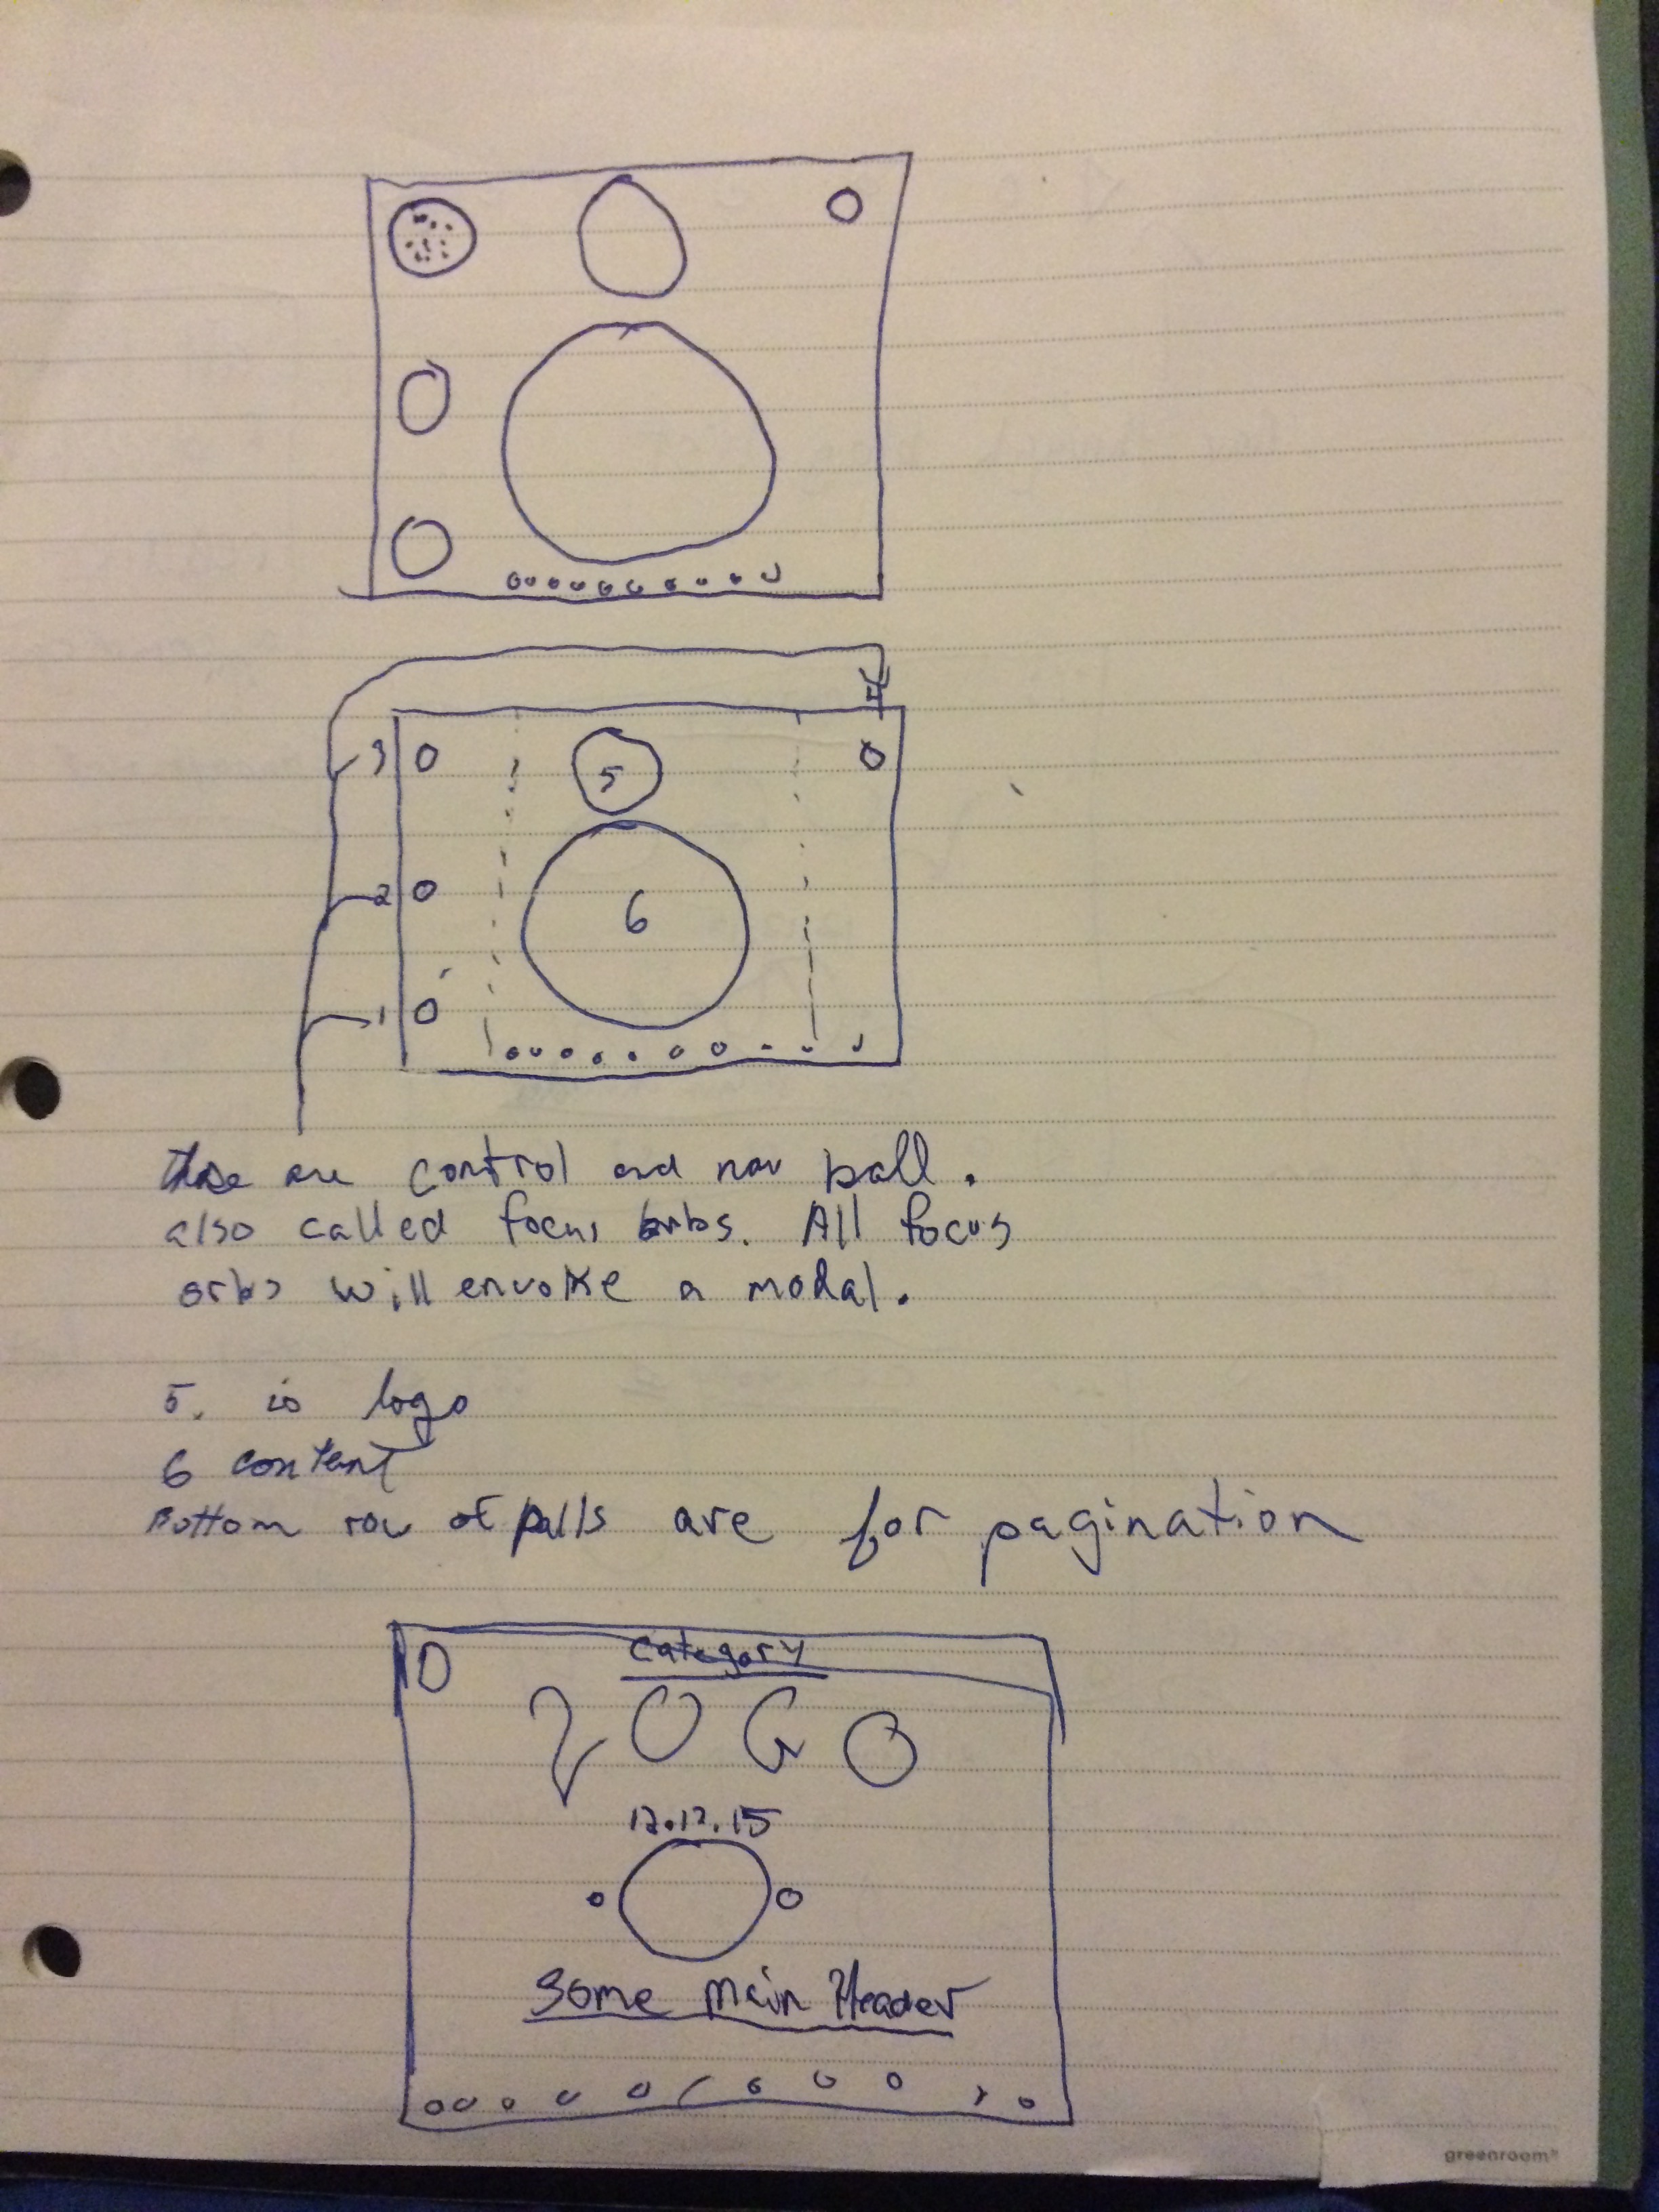 4
3
5
2
6
1
these are control and nav ball.
also called focus orbs. All focus
orbs will envoke a modal.
5. is logo
6 content
Bottom row of balls are for pagination
Category
LOGO
12.12.15
Some main Header
greenroom